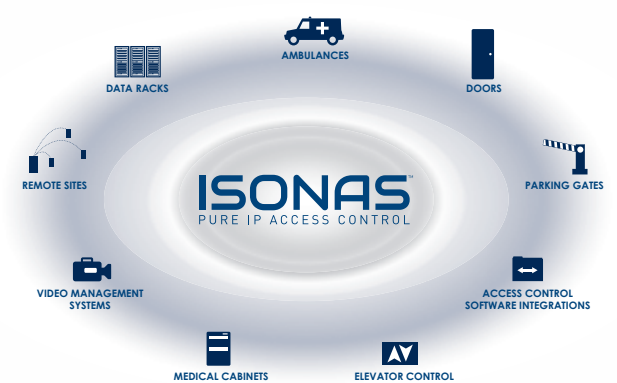 AMBULANCES
DATA RACKS
DOORS
REMOTE SITES
ISONAS™
PURE IP ACCESS CONTROL
PARKING GATES
VIDEO MANAGEMENT
SYSTEMS
ACCESS CONTROL
SOFTWARE INTEGRATIONS
MEDICAL CABINETS
ELEVATOR CONTROL